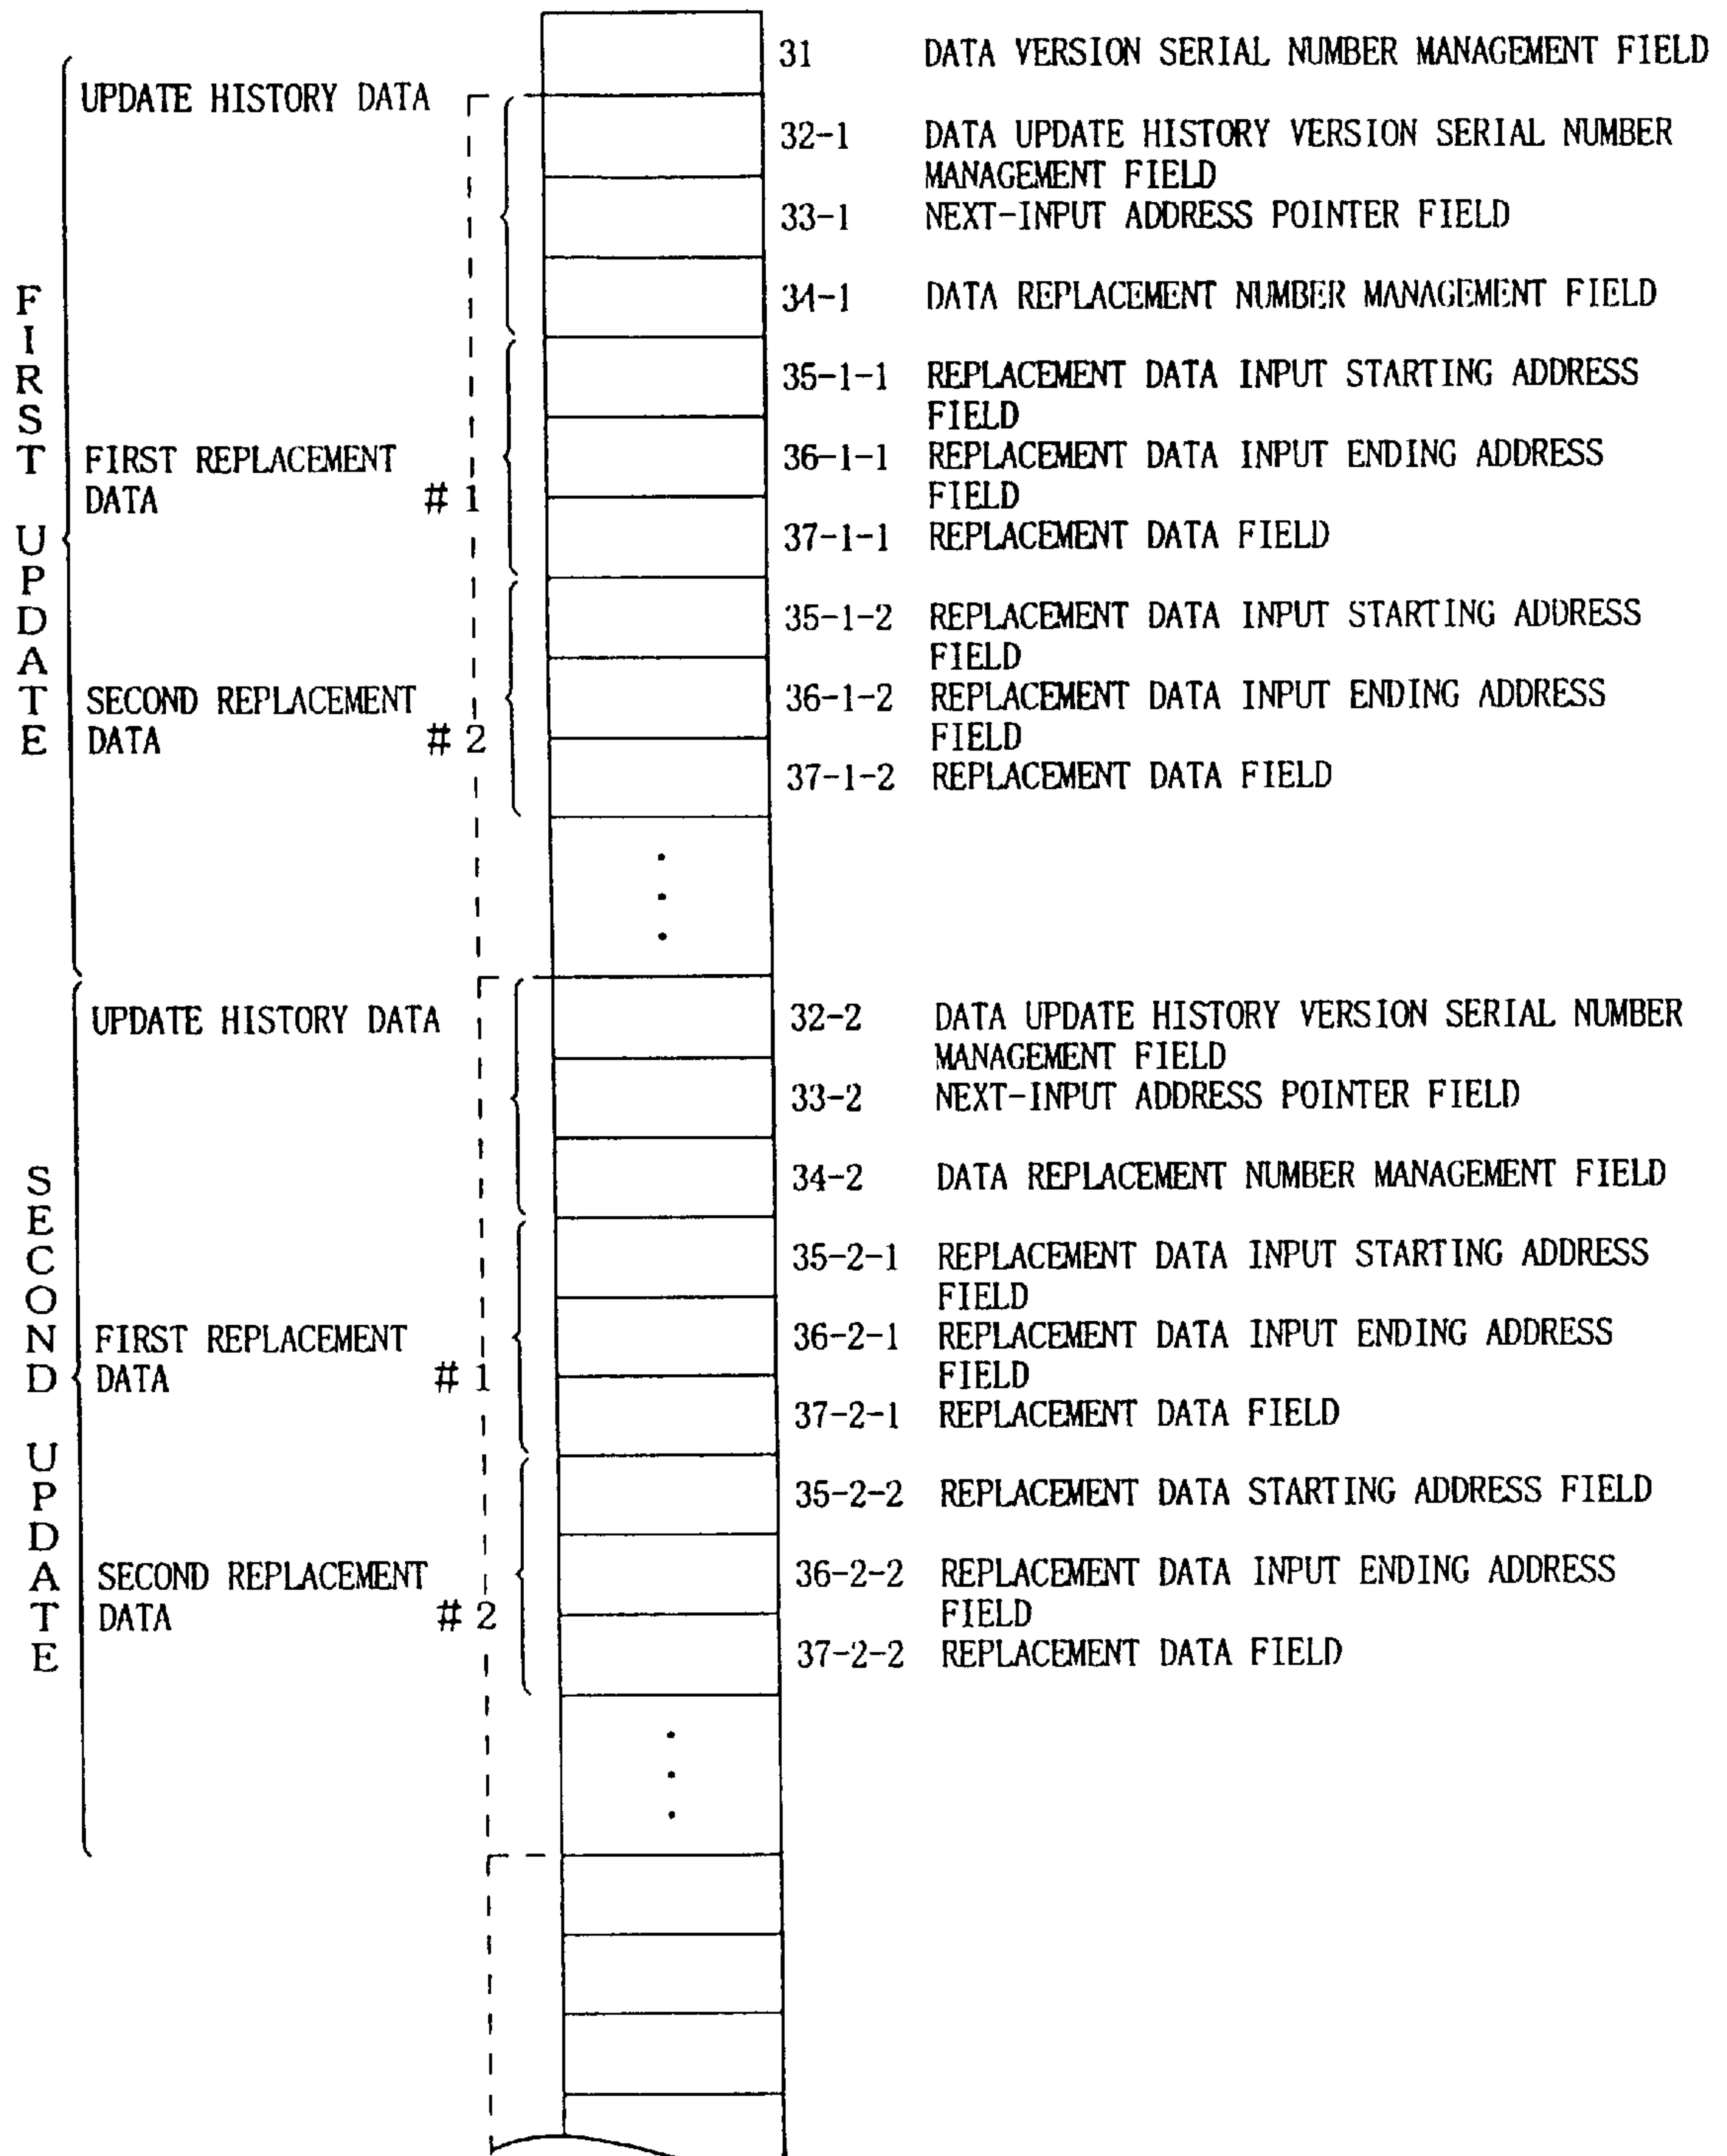 31 DATA VERSION SERIAL NUMBER MANAGEMENT FIELD
FIRST UPDATE
UPDATE HISTORY DATA
32-1 DATA UPDATE HISTORY VERSION SERIAL NUMBER
MANAGEMENT FIELD
33-1 NEXT-INPUT ADDRESS POINTER FIELD
34-1 DATA REPLACEMENT NUMBER MANAGEMENT FIELD
35-1-1 REPLACEMENT DATA INPUT STARTING ADDRESS
FIELD
FIRST REPLACEMENT
DATA #1
36-1-1 REPLACEMENT DATA INPUT ENDING ADDRESS
FIELD
37-1-1 REPLACEMENT DATA FIELD
35-1-2 REPLACEMENT DATA INPUT STARTING ADDRESS
FIELD
SECOND REPLACEMENT
DATA #2
36-1-2 REPLACEMENT DATA INPUT ENDING ADDRESS
FIELD
37-1-2 REPLACEMENT DATA FIELD
SECOND UPDATE
UPDATE HISTORY DATA
32-2 DATA UPDATE HISTORY VERSION SERIAL NUMBER
MANAGEMENT FIELD
33-2 NEXT-INPUT ADDRESS POINTER FIELD
34-2 DATA REPLACEMENT NUMBER MANAGEMENT FIELD
35-2-1 REPLACEMENT DATA INPUT STARTING ADDRESS
FIELD
FIRST REPLACEMENT
DATA #1
36-2-1 REPLACEMENT DATA INPUT ENDING ADDRESS
FIELD
37-2-1 REPLACEMENT DATA FIELD
35-2-2 REPLACEMENT DATA STARTING ADDRESS FIELD
SECOND REPLACEMENT
DATA #2
36-2-2 REPLACEMENT DATA INPUT ENDING ADDRESS
FIELD
37-2-2 REPLACEMENT DATA FIELD